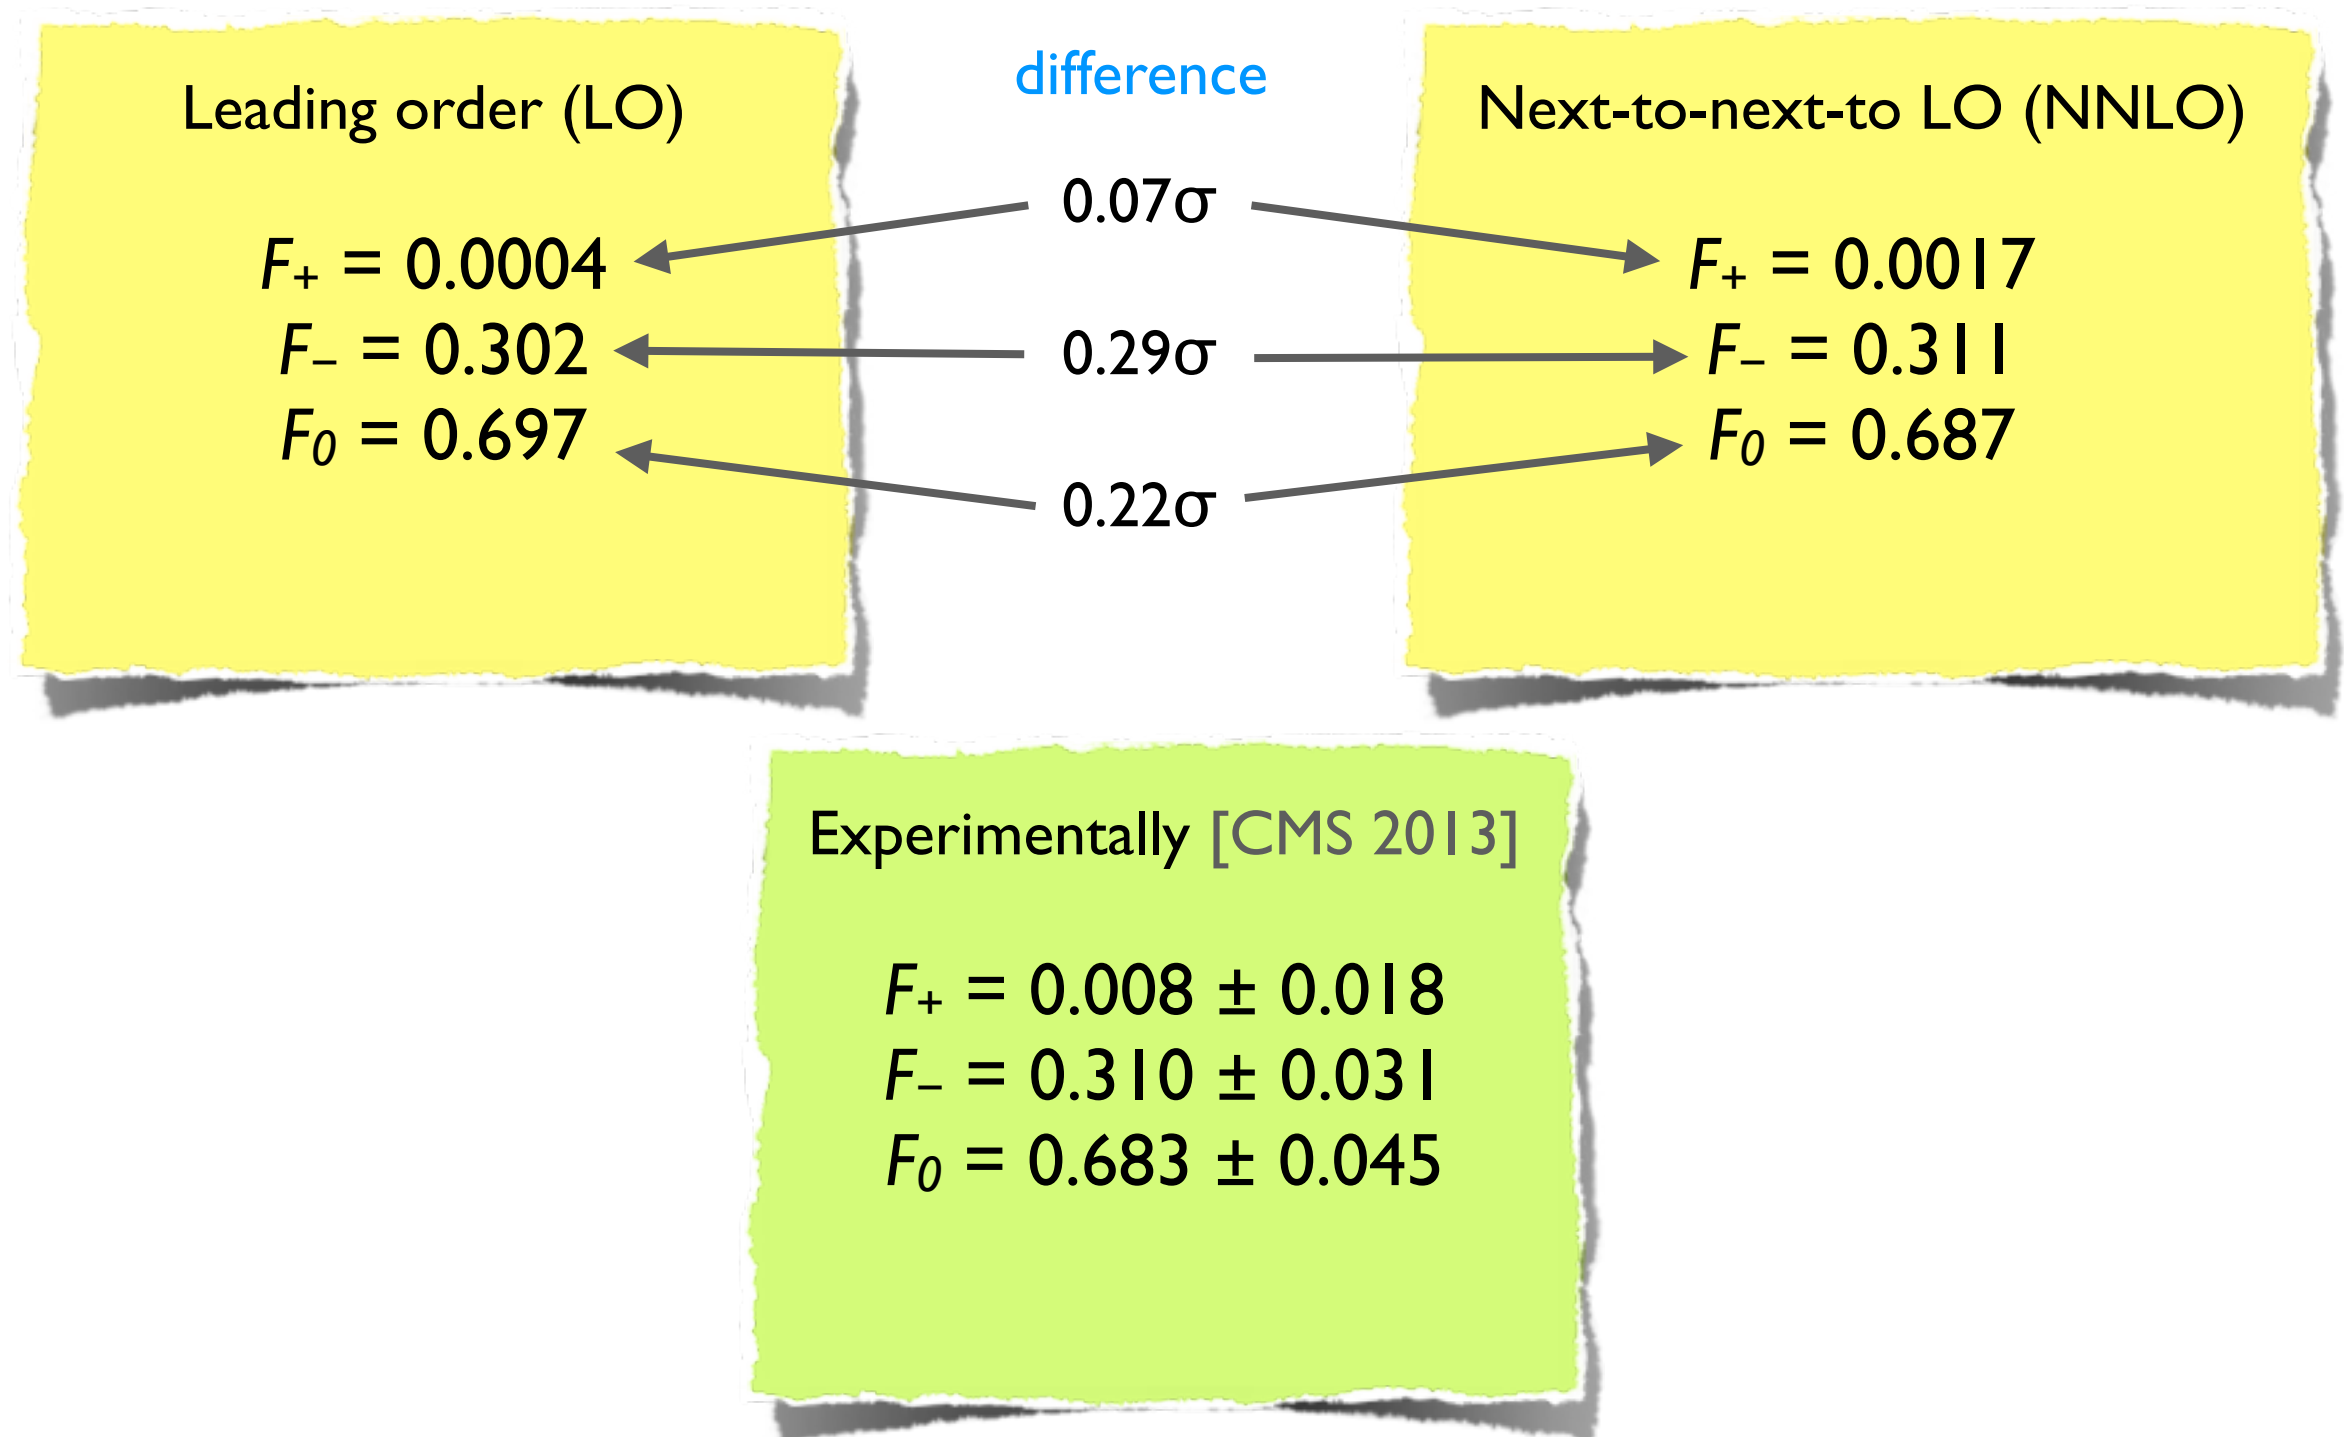 Leading order (LO)
F₊ = 0.0004
F₋ = 0.302
F₀ = 0.697
difference
0.07σ
0.29σ
0.22σ
Next-to-next-to LO (NNLO)
F₊ = 0.0017
F₋ = 0.311
F₀ = 0.687
Experimentally [CMS 2013]
F₊ = 0.008 ± 0.018
F₋ = 0.310 ± 0.031
F₀ = 0.683 ± 0.045